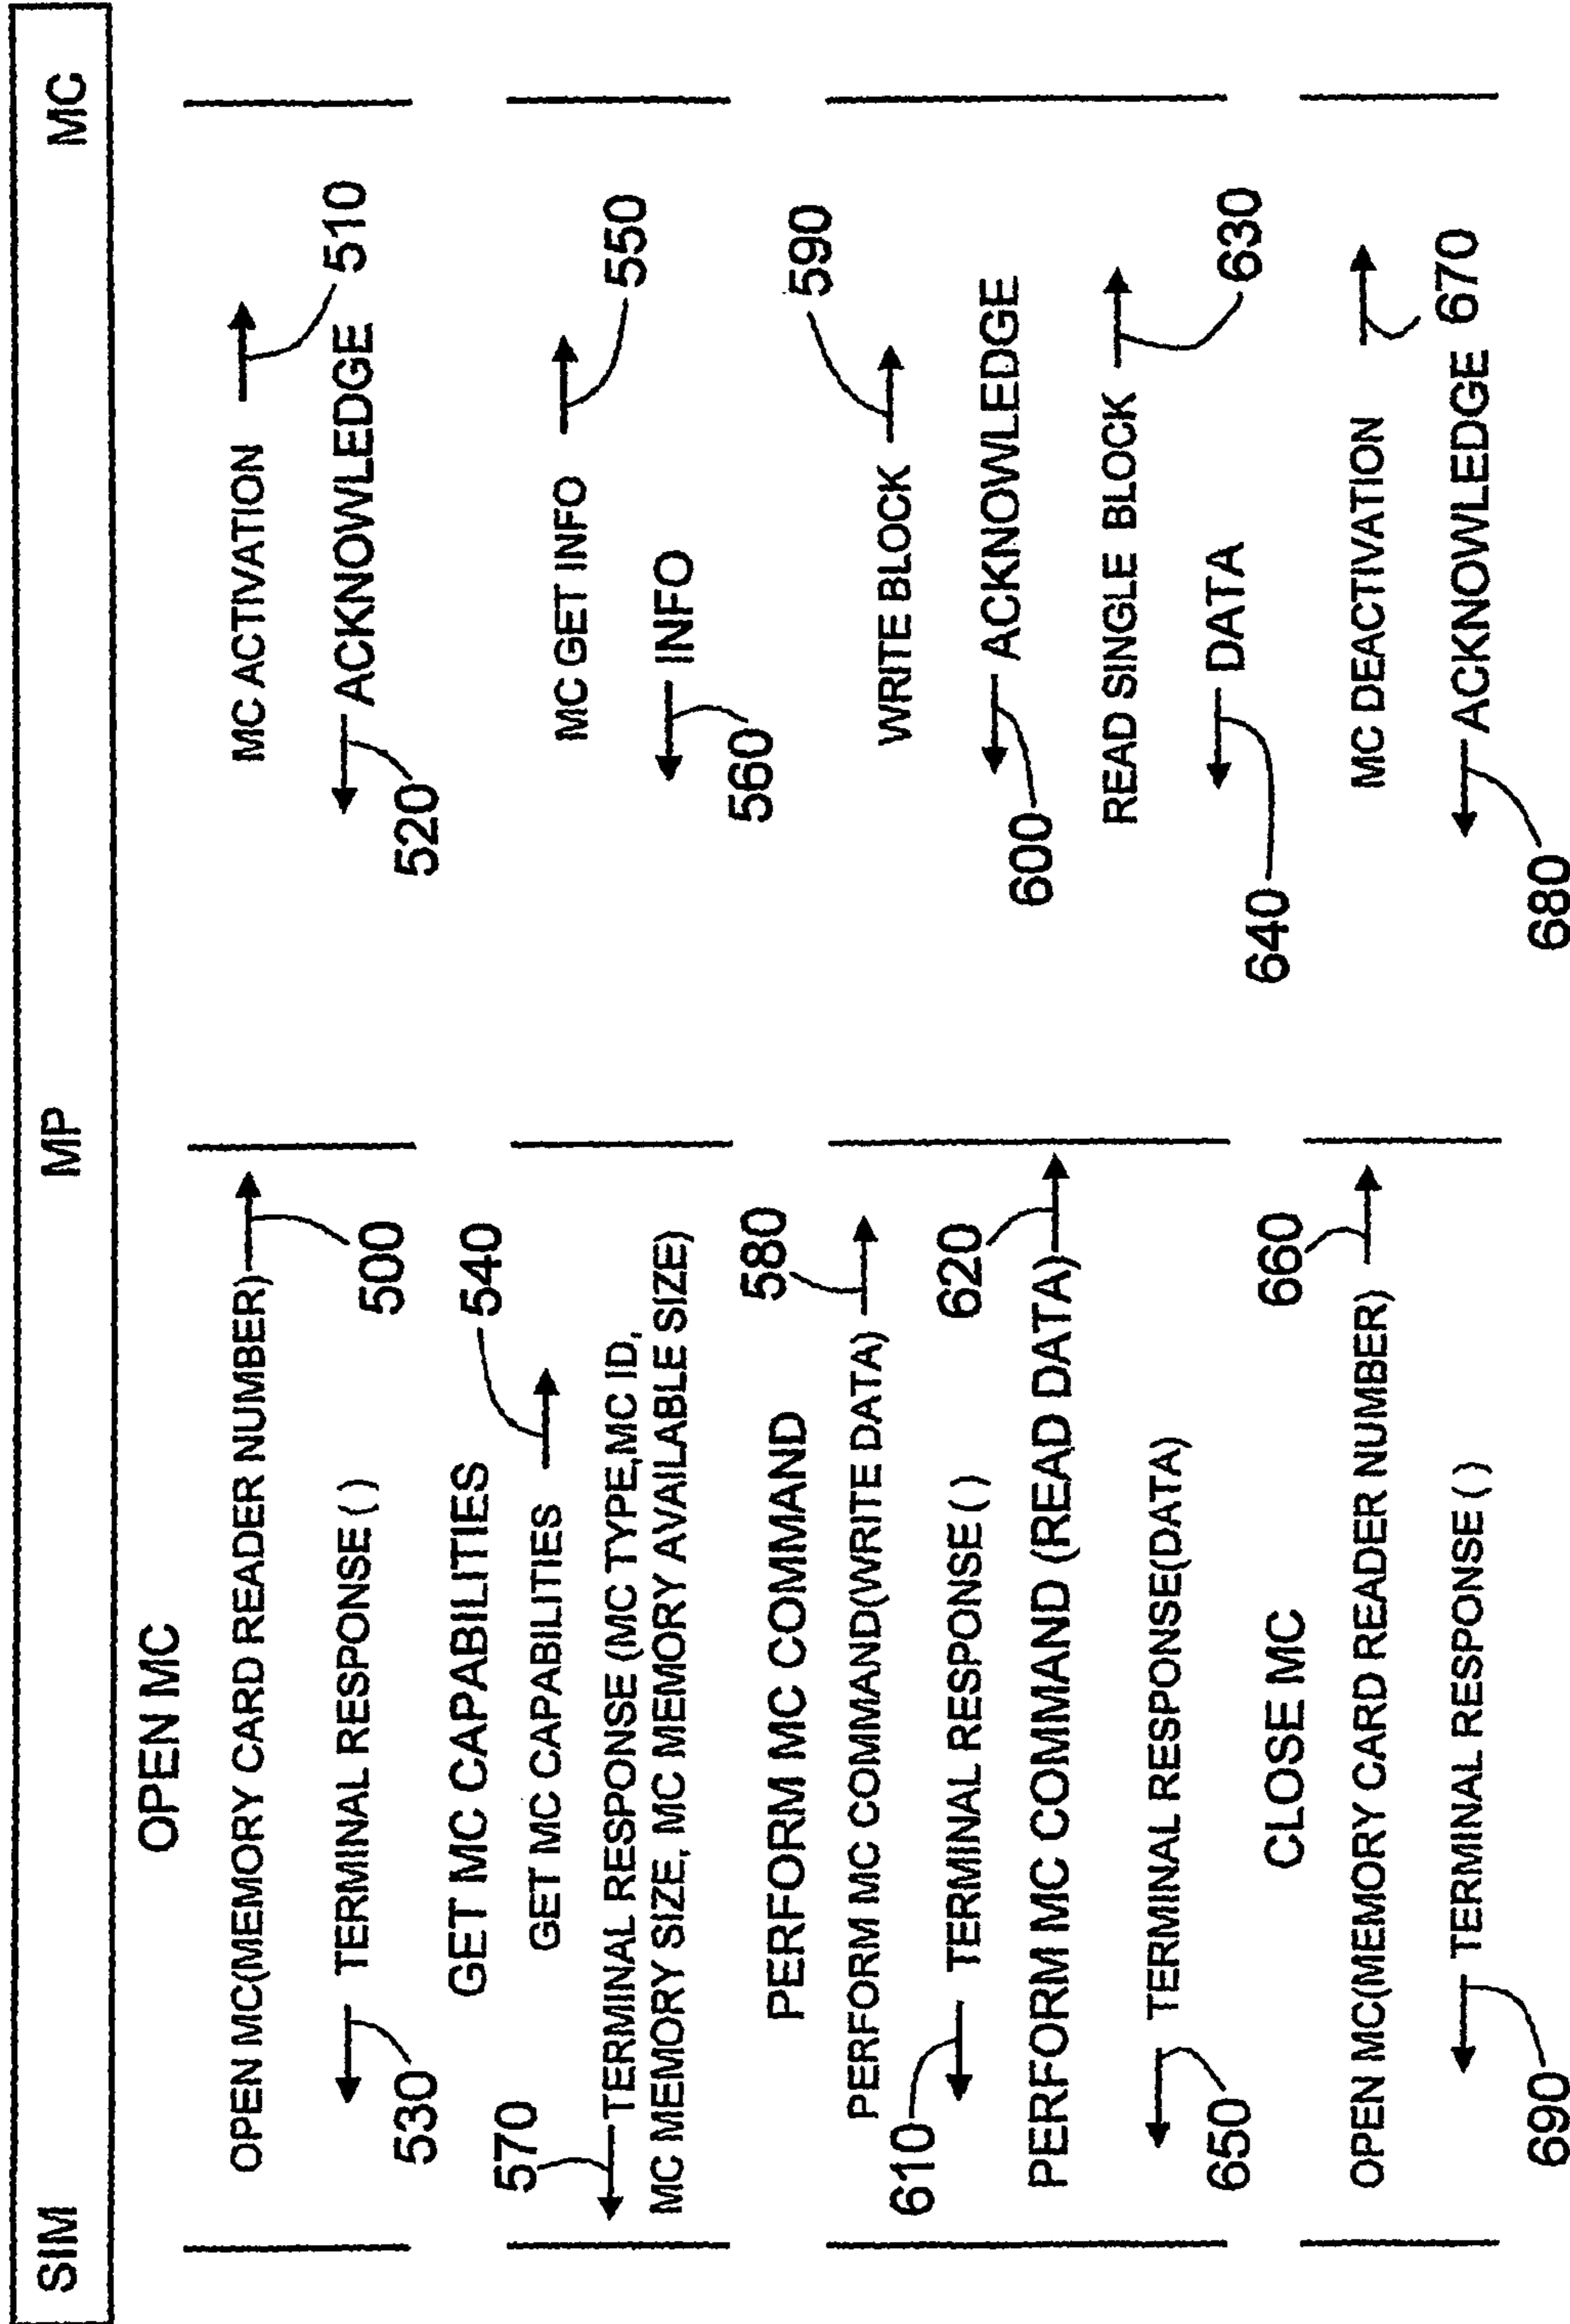 SIM MP MC
OPEN MC
OPEN MC(MEMORY CARD READER NUMBER)
500
MC ACTIVATION
510
TERMINAL RESPONSE ( )
530
ACKNOWLEDGE
520
GET MC CAPABILITIES
540
GET MC CAPABILITIES
MC GET INFO
550
570
TERMINAL RESPONSE (MC TYPE,MC ID,
MC MEMORY SIZE, MC MEMORY AVAILABLE SIZE)
INFO
560
PERFORM MC COMMAND
580
590
PERFORM MC COMMAND(WRITE DATA)
WRITE BLOCK
610
TERMINAL RESPONSE ( )
620
ACKNOWLEDGE
600
PERFORM MC COMMAND (READ DATA)
READ SINGLE BLOCK
630
TERMINAL RESPONSE(DATA)
650
DATA
640
CLOSE MC
660
OPEN MC(MEMORY CARD READER NUMBER)
MC DEACTIVATION
670
TERMINAL RESPONSE ( )
690
ACKNOWLEDGE
680